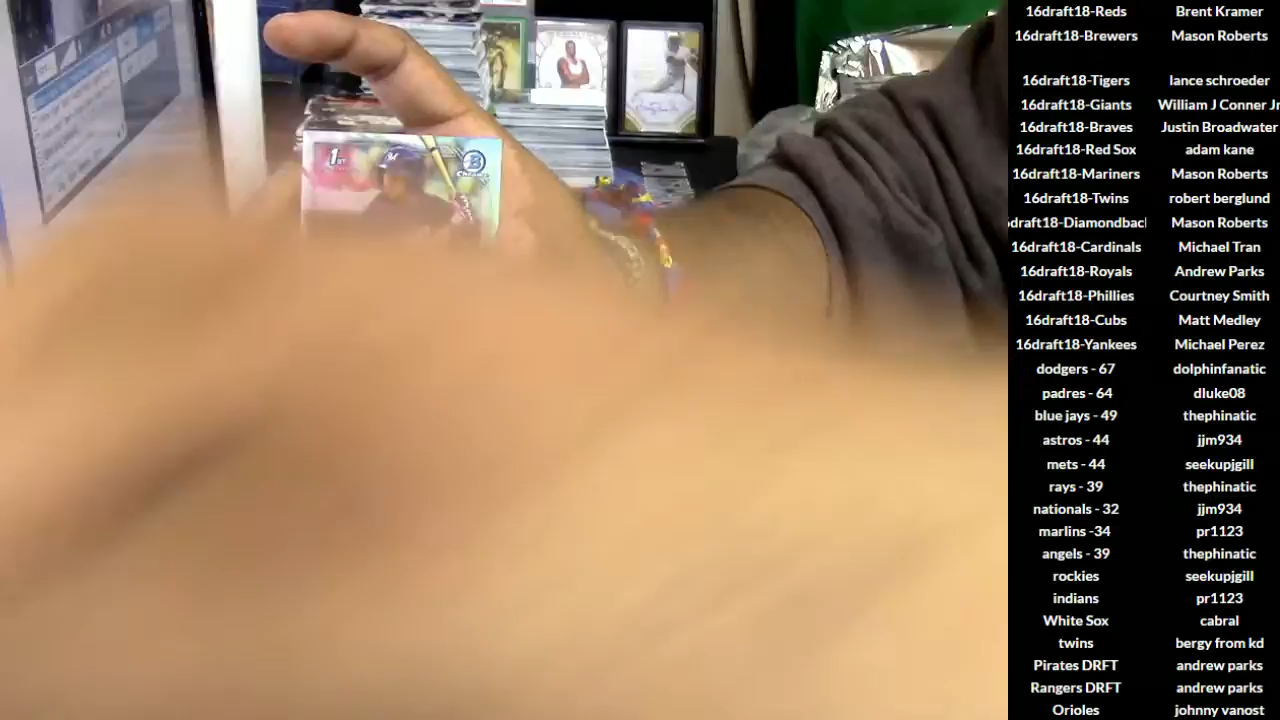 16draft18-Reds Brent Kramer
16draft18-Brewers Mason Roberts
16draft18-Tigers lance schroeder
16draft18-Giants William J Conner Jr
16draft18-Braves Justin Broadwater
16draft18-Red Sox adam kane
16draft18-Mariners Mason Roberts
16draft18-Twins robert berglund
draft18-Diamondbac Mason Roberts
16draft18-Cardinals Michael Tran
16draft18-Royals Andrew Parks
16draft18-Phillies Courtney Smith
16draft18-Cubs Matt Medley
16draft18-Yankees Michael Perez
dodgers - 67 dolphinfanatic
padres - 64 dluke08
blue jays - 49 thephinatic
astros - 44 jjm934
mets - 44 seekupjgill
rays - 39 thephinatic
nationals - 32 jjm934
marlins -34 pr1123
angels - 39 thephinatic
rockies seekupjgill
indians pr1123
White Sox cabral
twins bergy from kd
Pirates DRFT andrew parks
Rangers DRFT andrew parks
Orioles johnny vanost
1ST
B
Chrome
M